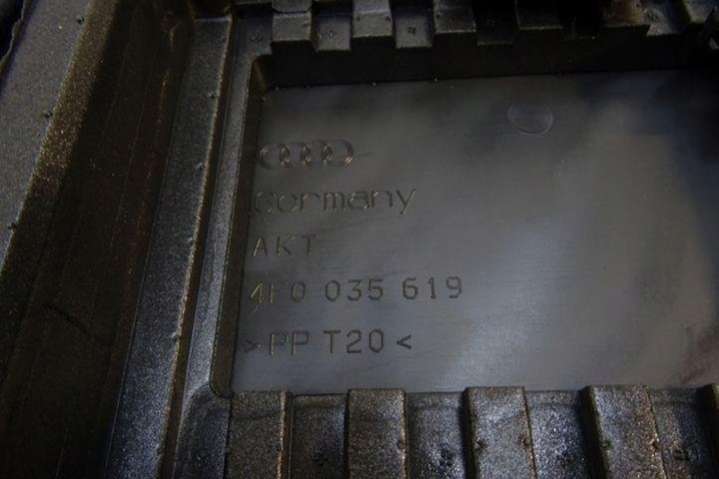 Germany
AKT
4F0 035 619
>PP T20<